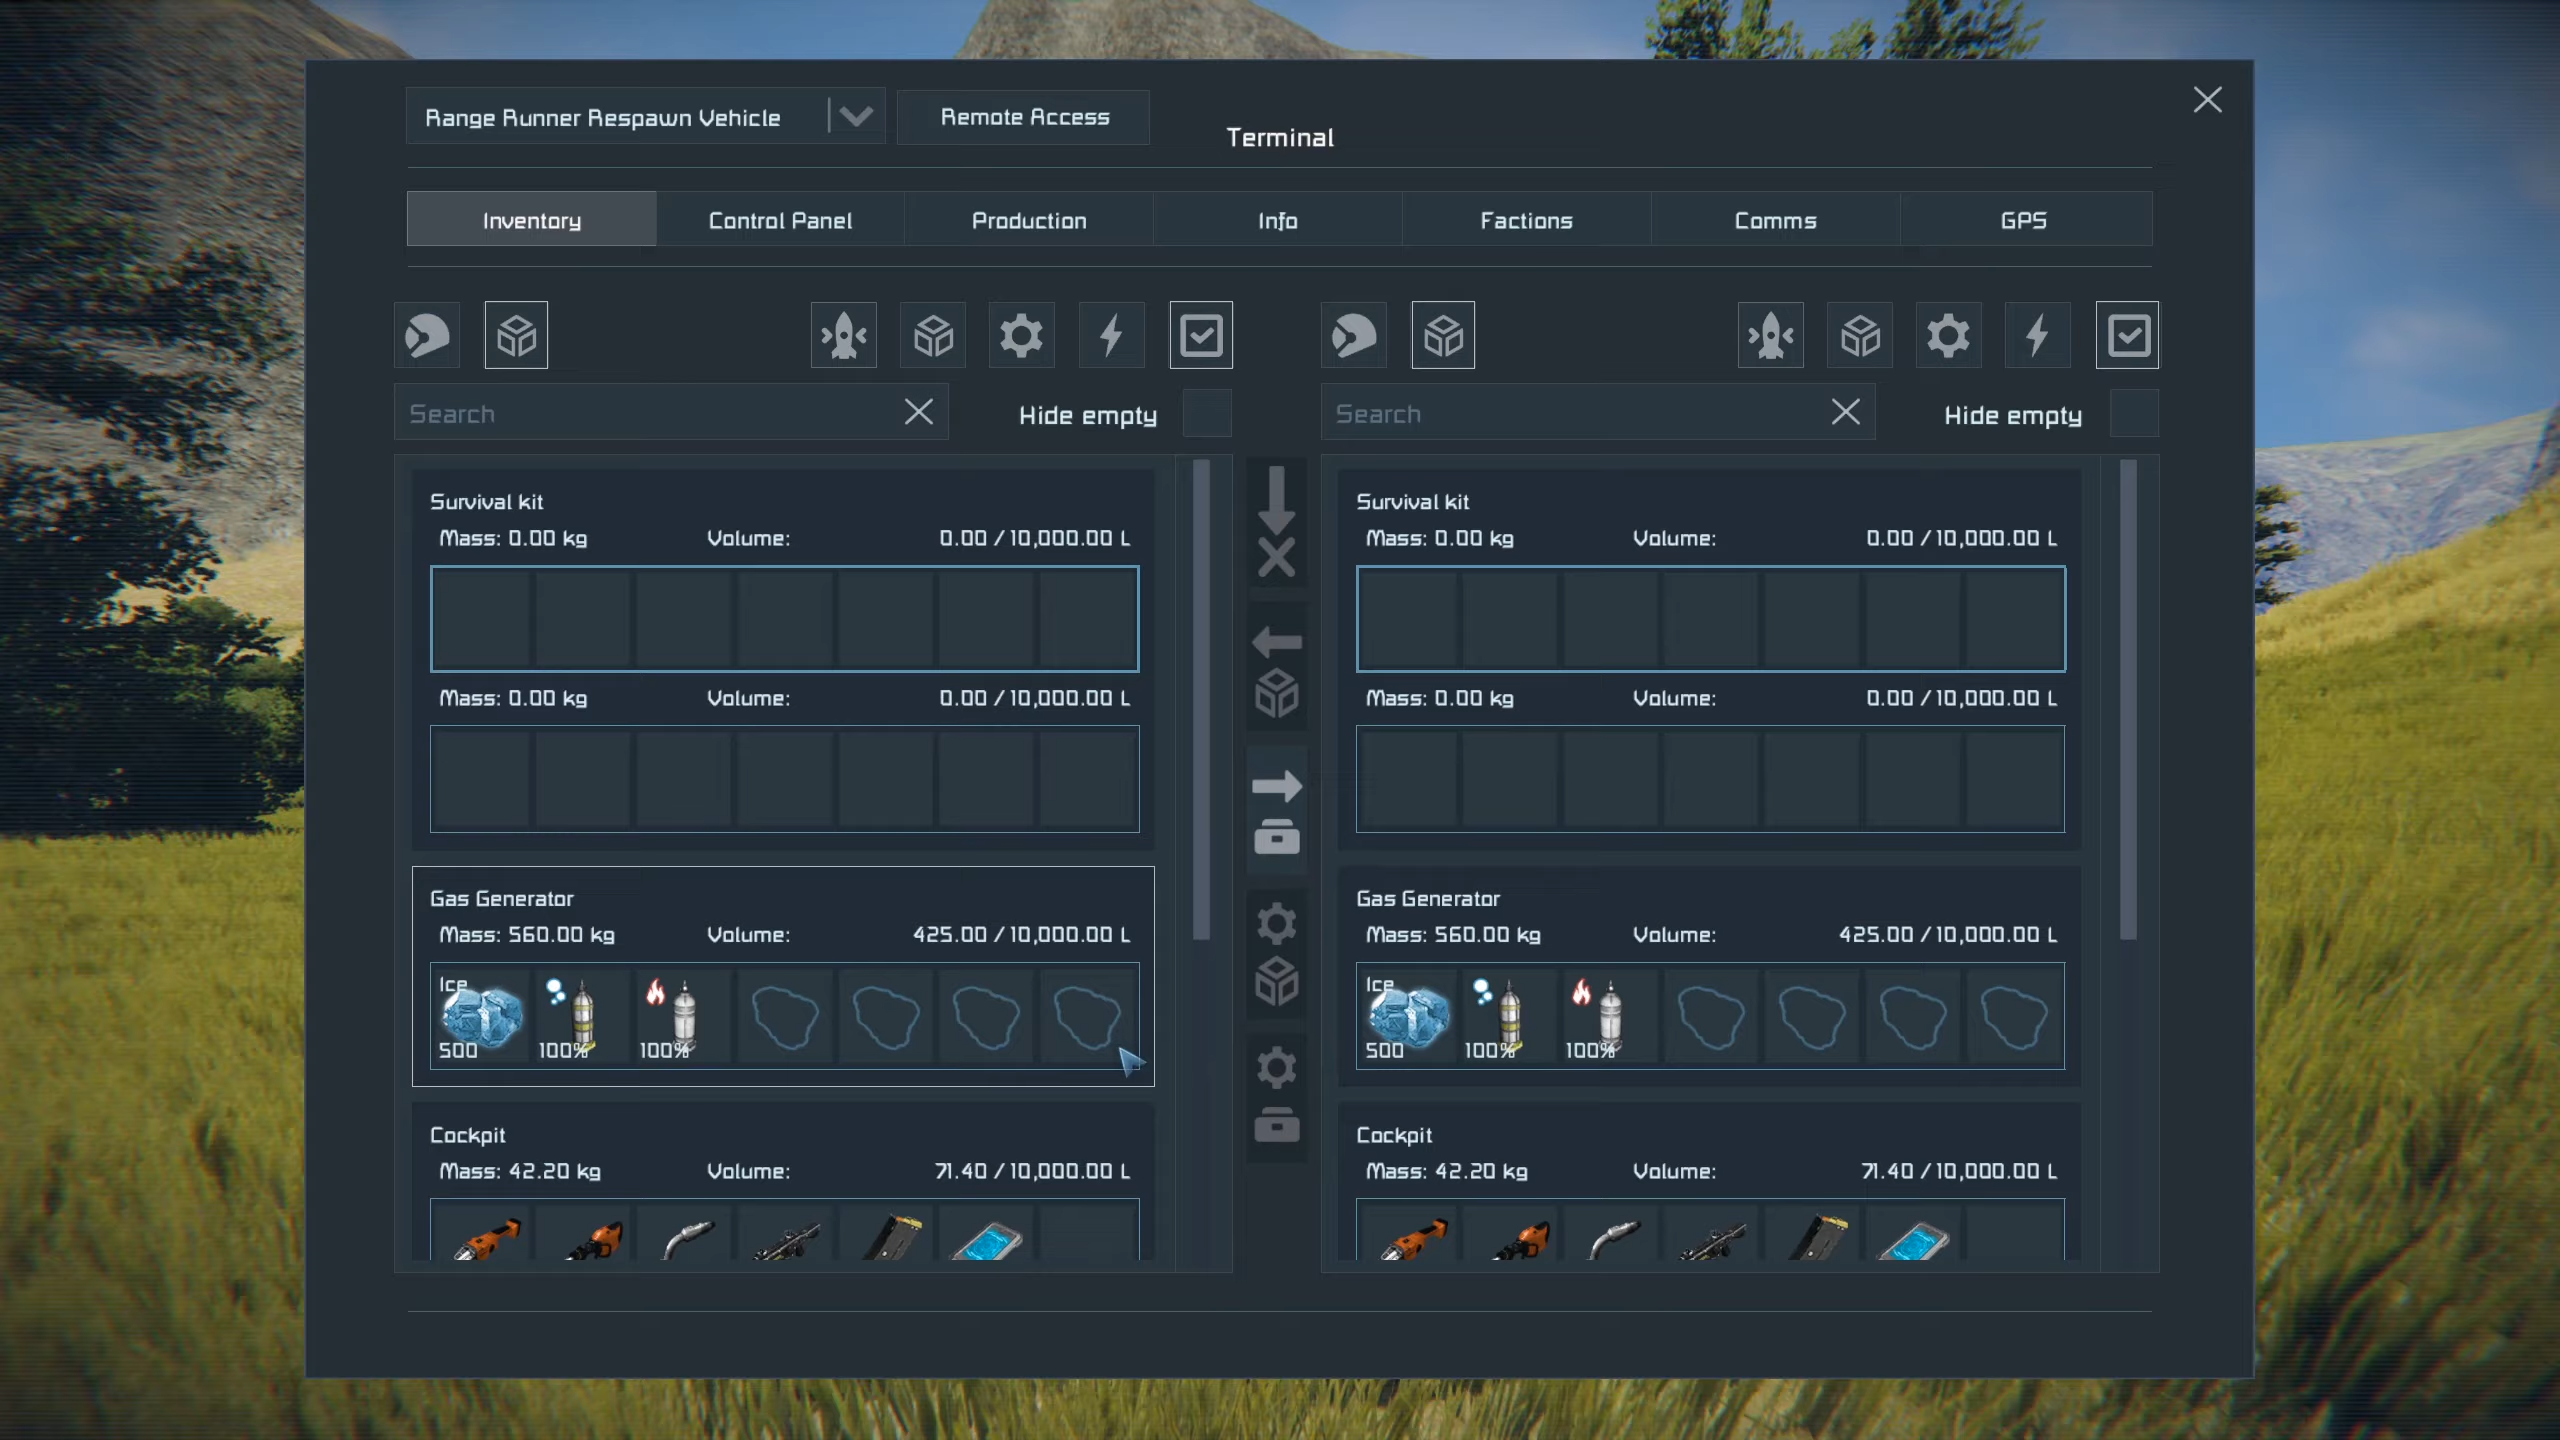 Range Runner Respawn Vehicle
Remote Access
Terminal
Inventory
Control Panel
Production
Info
Factions
Comms
GPS
Search
Hide empty
Survival kit
Mass: 0.00 kg Volume: 0.00 / 10,000.00 L
Mass: 0.00 kg Volume: 0.00 / 10,000.00 L
Gas Generator
Mass: 560.00 kg Volume: 425.00 / 10,000.00 L
Ice
500 100% 100%
Cockpit
Mass: 42.20 kg Volume: 71.40 / 10,000.00 L
Search
Hide empty
Survival kit
Mass: 0.00 kg Volume: 0.00 / 10,000.00 L
Mass: 0.00 kg Volume: 0.00 / 10,000.00 L
Gas Generator
Mass: 560.00 kg Volume: 425.00 / 10,000.00 L
Ice
500 100% 100%
Cockpit
Mass: 42.20 kg Volume: 71.40 / 10,000.00 L